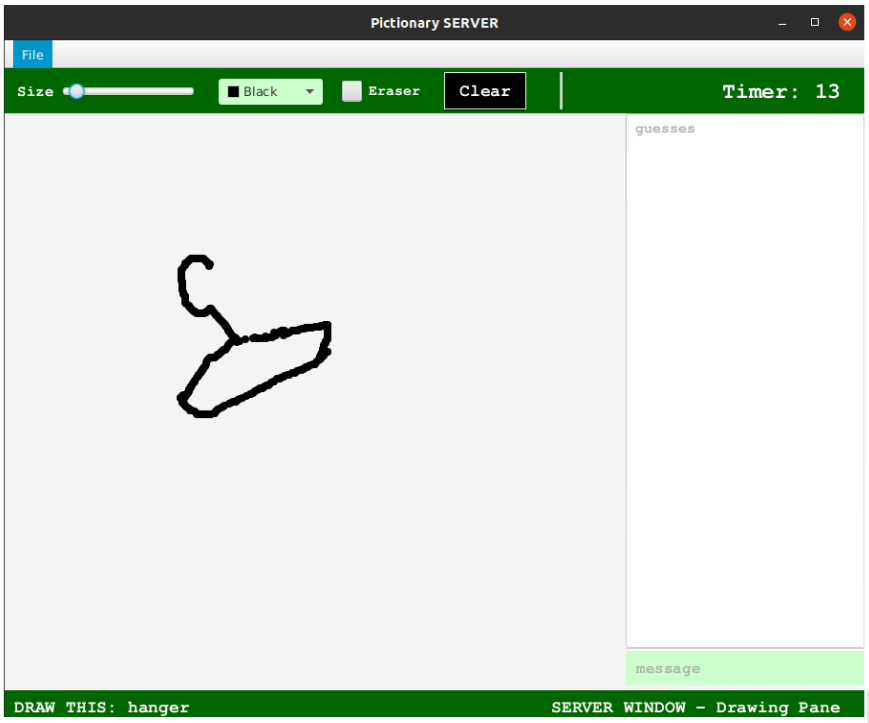 Pictionary SERVER
File
Size Black Eraser Clear Timer: 13
guesses
message
DRAW THIS: hanger SERVER WINDOW - Drawing Pane